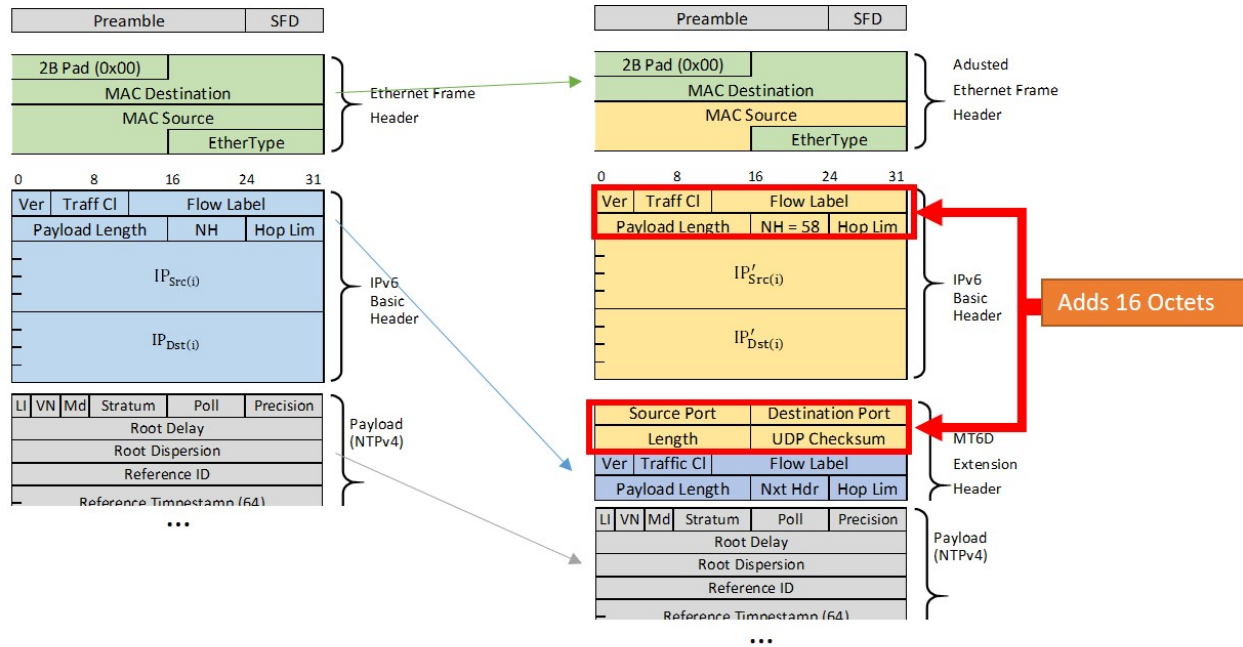 Preamble SFD
2B Pad (0x00)
MAC Destination
MAC Source
EtherType
Ethernet Frame
Header
0 8 16 24 31
Ver Traff Cl Flow Label
Payload Length NH Hop Lim
IPSrc(i)
IPDst(i)
IPv6
Basic
Header
LI VN Md Stratum Poll Precision
Root Delay
Root Dispersion
Reference ID
Reference Timpestamp (64)
...
Payload
(NTPv4)
Preamble SFD
2B Pad (0x00)
MAC Destination
MAC Source
EtherType
Adusted
Ethernet Frame
Header
0 8 16 24 31
Ver Traff Cl Flow Label
Payload Length NH = 58 Hop Lim
IP′Src(i)
IP′Dst(i)
IPv6
Basic
Header
Adds 16 Octets
Source Port Destination Port
Length UDP Checksum
Ver Traffic Cl Flow Label
Payload Length Nxt Hdr Hop Lim
MT6D
Extension
Header
LI VN Md Stratum Poll Precision
Root Delay
Root Dispersion
Reference ID
Reference Timpestamp (64)
...
Payload
(NTPv4)